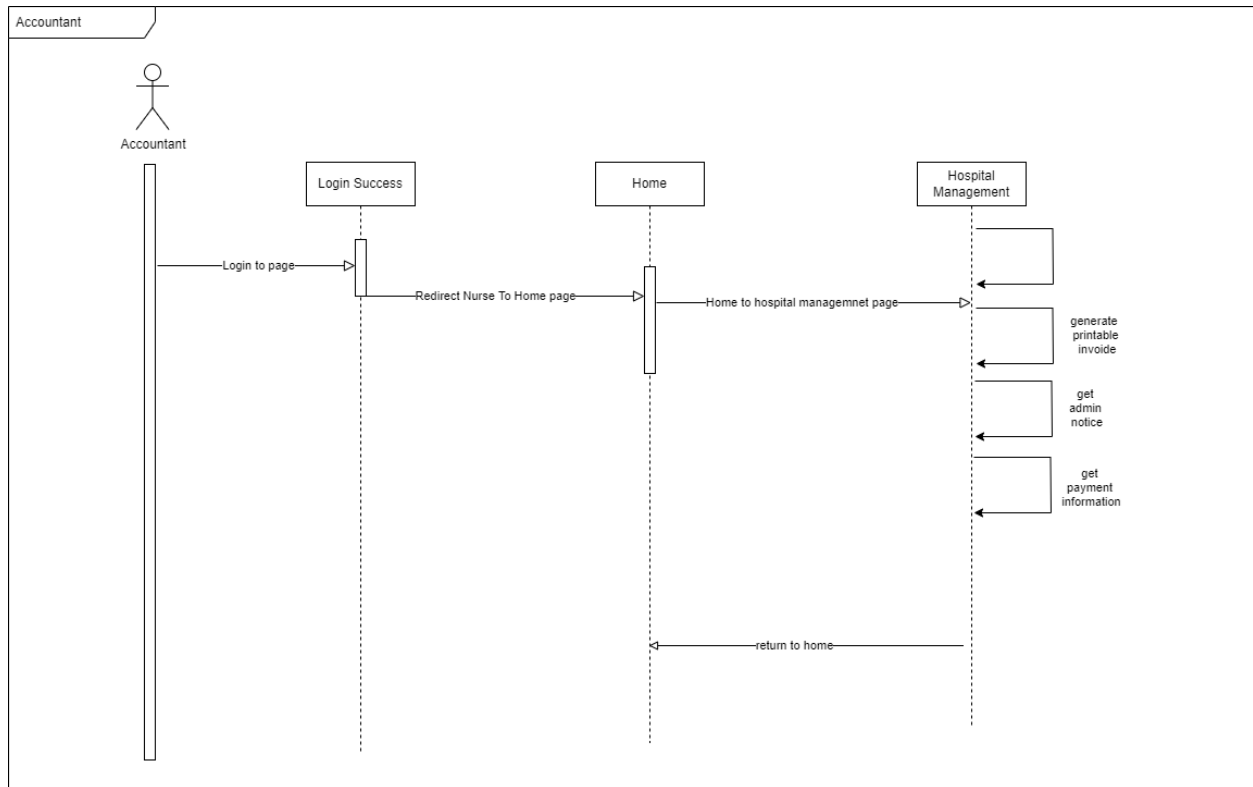 Accountant
Accountant
Login Success
Home
Hospital
Management
Login to page
Redirect Nurse To Home page
Home to hospital managemnet page
generate
printable
invoide
get
admin
notice
get
payment
information
return to home